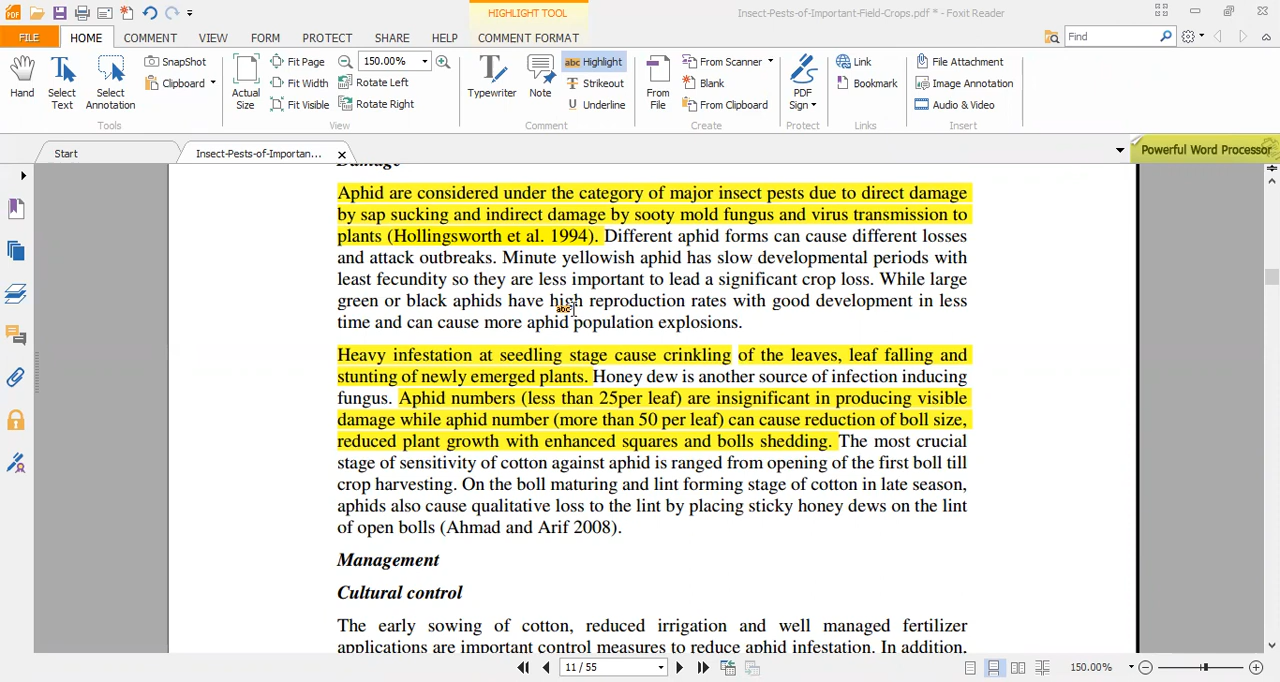 HIGHLIGHT TOOL
Insect-Pests-of-Important-Field-Crops.pdf * - Foxit Reader
FILE HOME COMMENT VIEW FORM PROTECT SHARE HELP COMMENT FORMAT Find
SnapShot Fit Page 150.00% Highlight From Scanner Link File Attachment
Clipboard Fit Width Rotate Left Strikeout Blank Bookmark Image Annotation
Hand Select Text Select Annotation Actual Size Fit Visible Rotate Right Typewriter Note Underline From File From Clipboard PDF Sign Audio & Video
Tools View Comment Create Protect Links Insert
Start Insect-Pests-of-Importan... Powerful Word Processor
Damage
Aphid are considered under the category of major insect pests due to direct damage
by sap sucking and indirect damage by sooty mold fungus and virus transmission to
plants (Hollingsworth et al. 1994). Different aphid forms can cause different losses
and attack outbreaks. Minute yellowish aphid has slow developmental periods with
least fecundity so they are less important to lead a significant crop loss. While large
green or black aphids have high reproduction rates with good development in less
time and can cause more aphid population explosions.
Heavy infestation at seedling stage cause crinkling of the leaves, leaf falling and
stunting of newly emerged plants. Honey dew is another source of infection inducing
fungus. Aphid numbers (less than 25per leaf) are insignificant in producing visible
damage while aphid number (more than 50 per leaf) can cause reduction of boll size,
reduced plant growth with enhanced squares and bolls shedding. The most crucial
stage of sensitivity of cotton against aphid is ranged from opening of the first boll till
crop harvesting. On the boll maturing and lint forming stage of cotton in late season,
aphids also cause qualitative loss to the lint by placing sticky honey dews on the lint
of open bolls (Ahmad and Arif 2008).
Management
Cultural control
The early sowing of cotton, reduced irrigation and well managed fertilizer
applications are important control measures to reduce aphid infestation. In addition,
11 / 55 150.00%